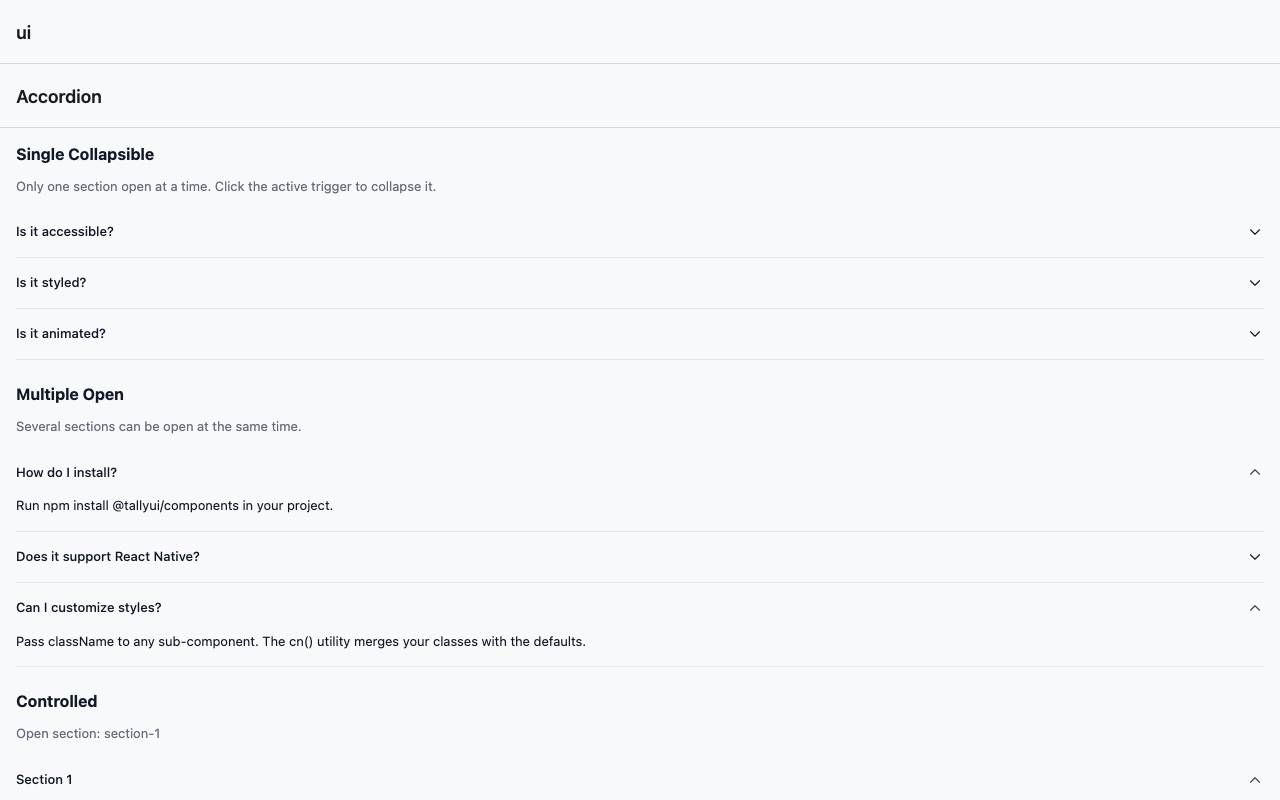 ui
Accordion
Single Collapsible
Only one section open at a time. Click the active trigger to collapse it.
Is it accessible?
Is it styled?
Is it animated?
Multiple Open
Several sections can be open at the same time.
How do I install?
Run npm install @tallyui/components in your project.
Does it support React Native?
Can I customize styles?
Pass className to any sub-component. The cn() utility merges your classes with the defaults.
Controlled
Open section: section-1
Section 1